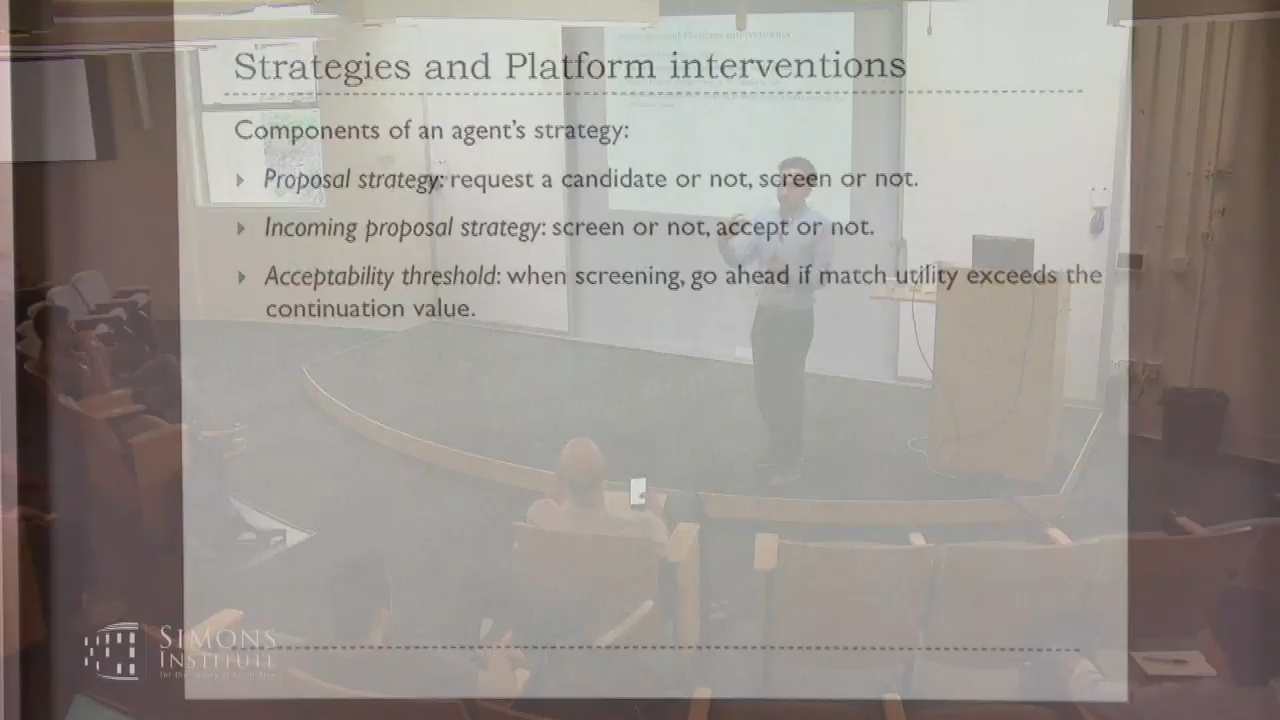 Strategies and Platform interventions
Components of an agent's strategy:
Proposal strategy: request a candidate or not, screen or not.
Incoming proposal strategy: screen or not, accept or not.
Acceptability threshold: when screening, go ahead if match utility exceeds the
continuation value.
SIMONS
INSTITUTE